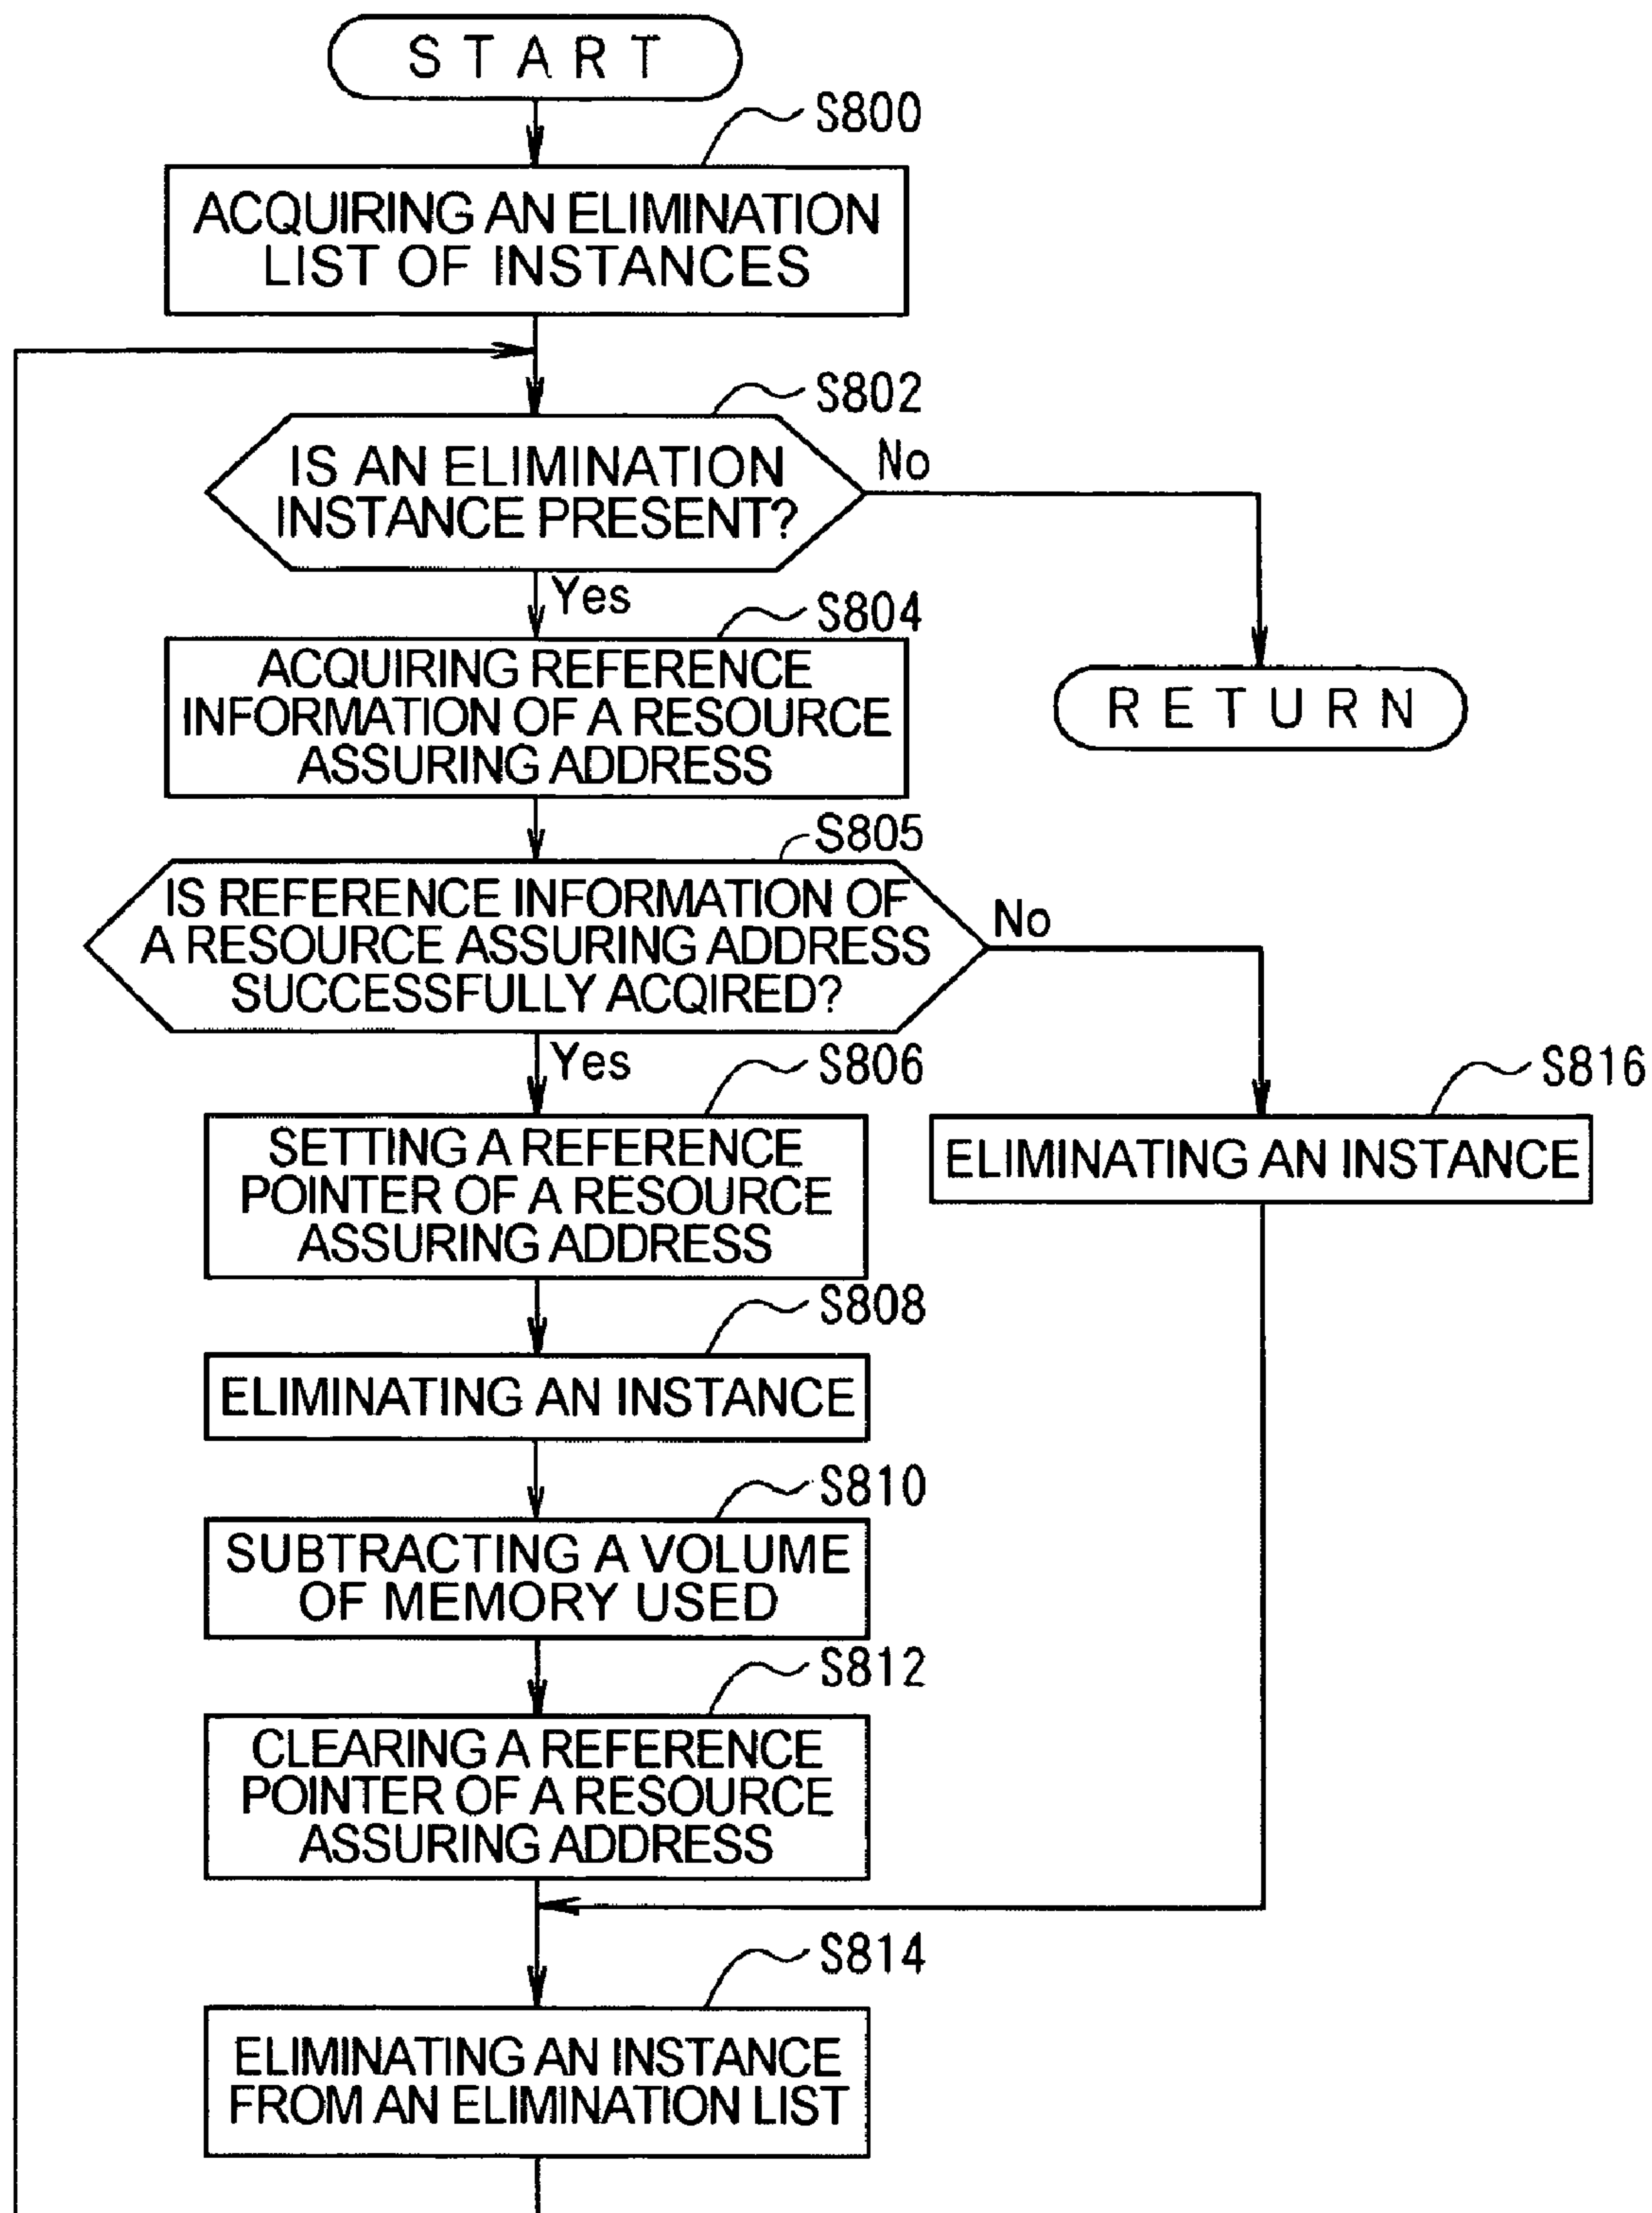 START
S800
ACQUIRING AN ELIMINATION
LIST OF INSTANCES
S802
IS AN ELIMINATION
INSTANCE PRESENT?
No
Yes
S804
ACQUIRING REFERENCE
INFORMATION OF A RESOURCE
ASSURING ADDRESS
RETURN
S805
IS REFERENCE INFORMATION OF
A RESOURCE ASSURING ADDRESS
SUCCESSFULLY ACQIRED?
No
Yes
S806
SETTING A REFERENCE
POINTER OF A RESOURCE
ASSURING ADDRESS
S816
ELIMINATING AN INSTANCE
S808
ELIMINATING AN INSTANCE
S810
SUBTRACTING A VOLUME
OF MEMORY USED
S812
CLEARING A REFERENCE
POINTER OF A RESOURCE
ASSURING ADDRESS
S814
ELIMINATING AN INSTANCE
FROM AN ELIMINATION LIST